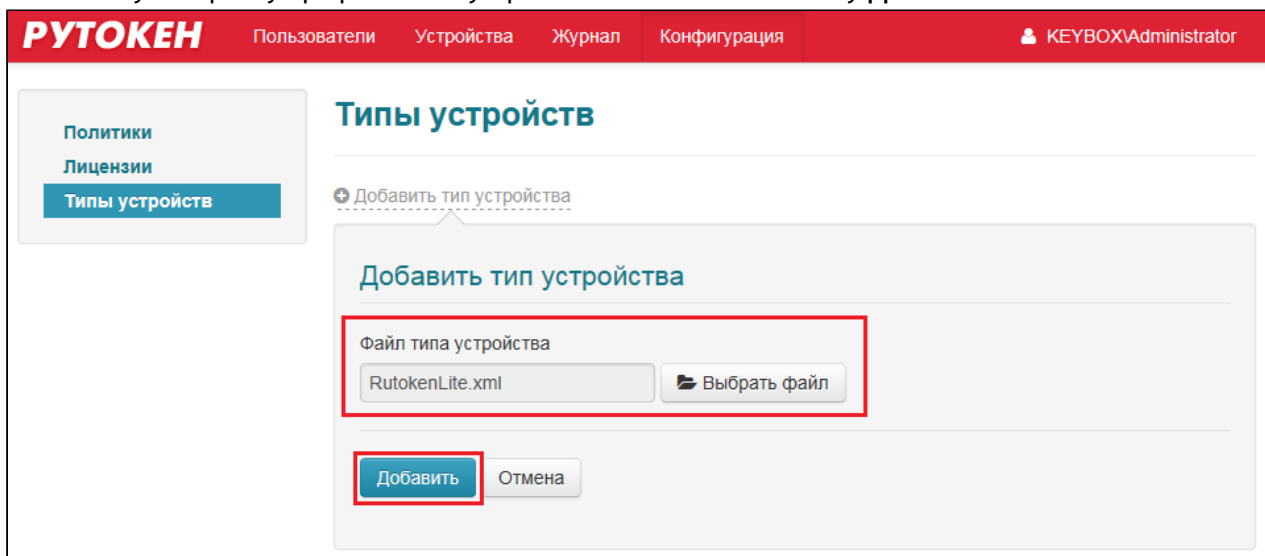 РУТОКЕН Пользователи Устройства Журнал Конфигурация KEYBOX\Administrator
Политики
Лицензии
Типы устройств
Типы устройств
Добавить тип устройства
Добавить тип устройства
Файл типа устройства
RutokenLite.xml Выбрать файл
Добавить Отмена